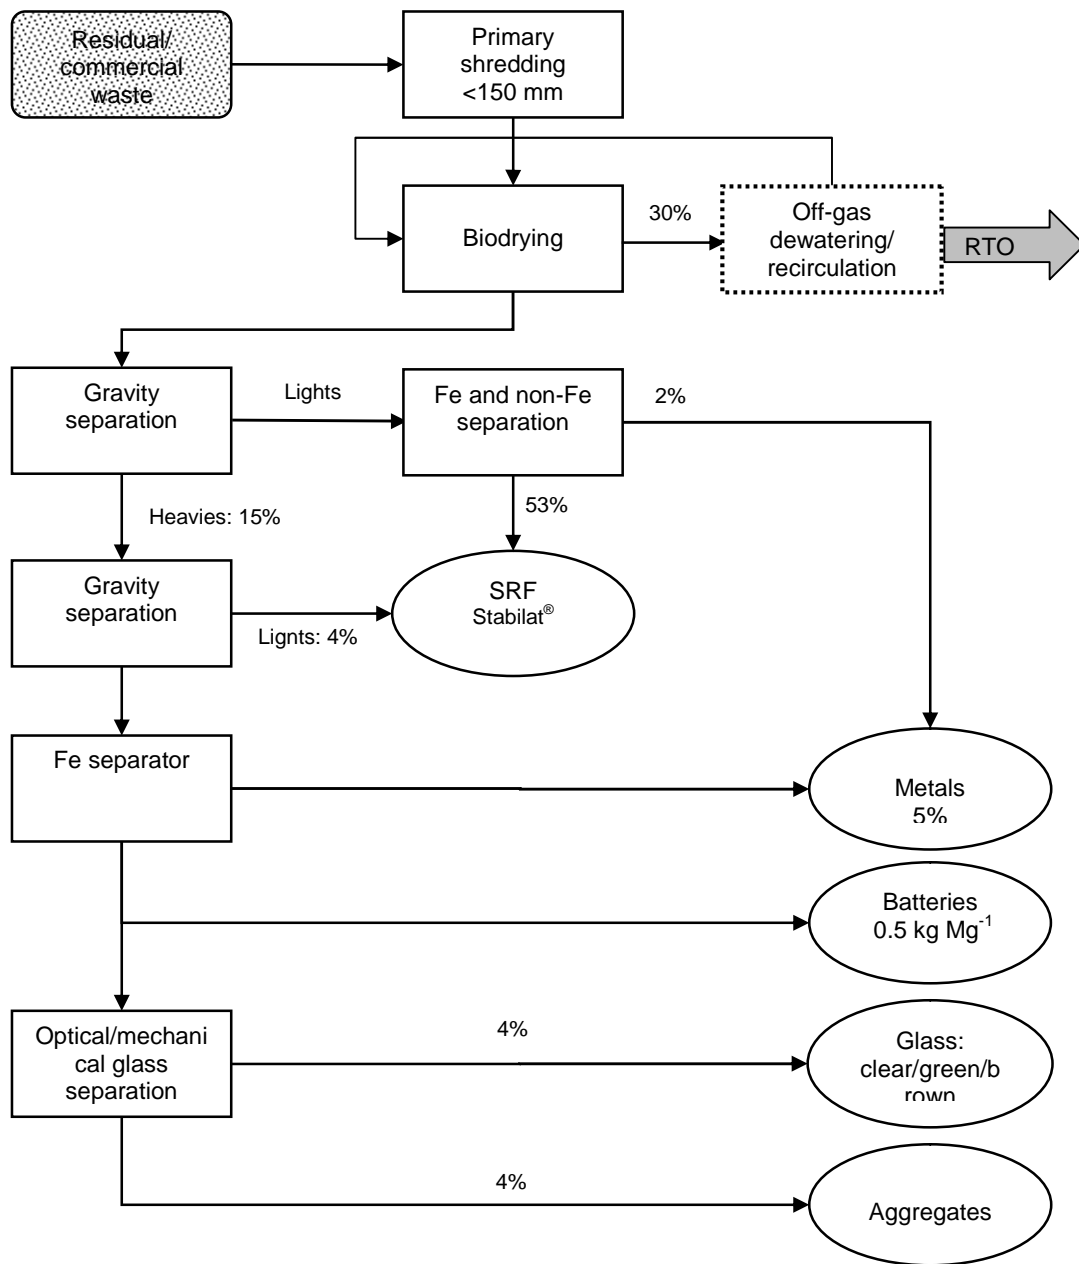 Residual/
commercial
waste
Primary
shredding
<150 mm
Biodrying
30%
Off-gas
dewatering/
recirculation
RTO
Gravity
separation
Lights
Fe and non-Fe
separation
2%
Heavies: 15%
53%
Gravity
separation
Lignts: 4%
SRF
Stabilat®
Fe separator
Metals
5%
Batteries
0.5 kg Mg⁻¹
Optical/mechani
cal glass
separation
4%
Glass:
clear/green/b
rown
4%
Aggregates